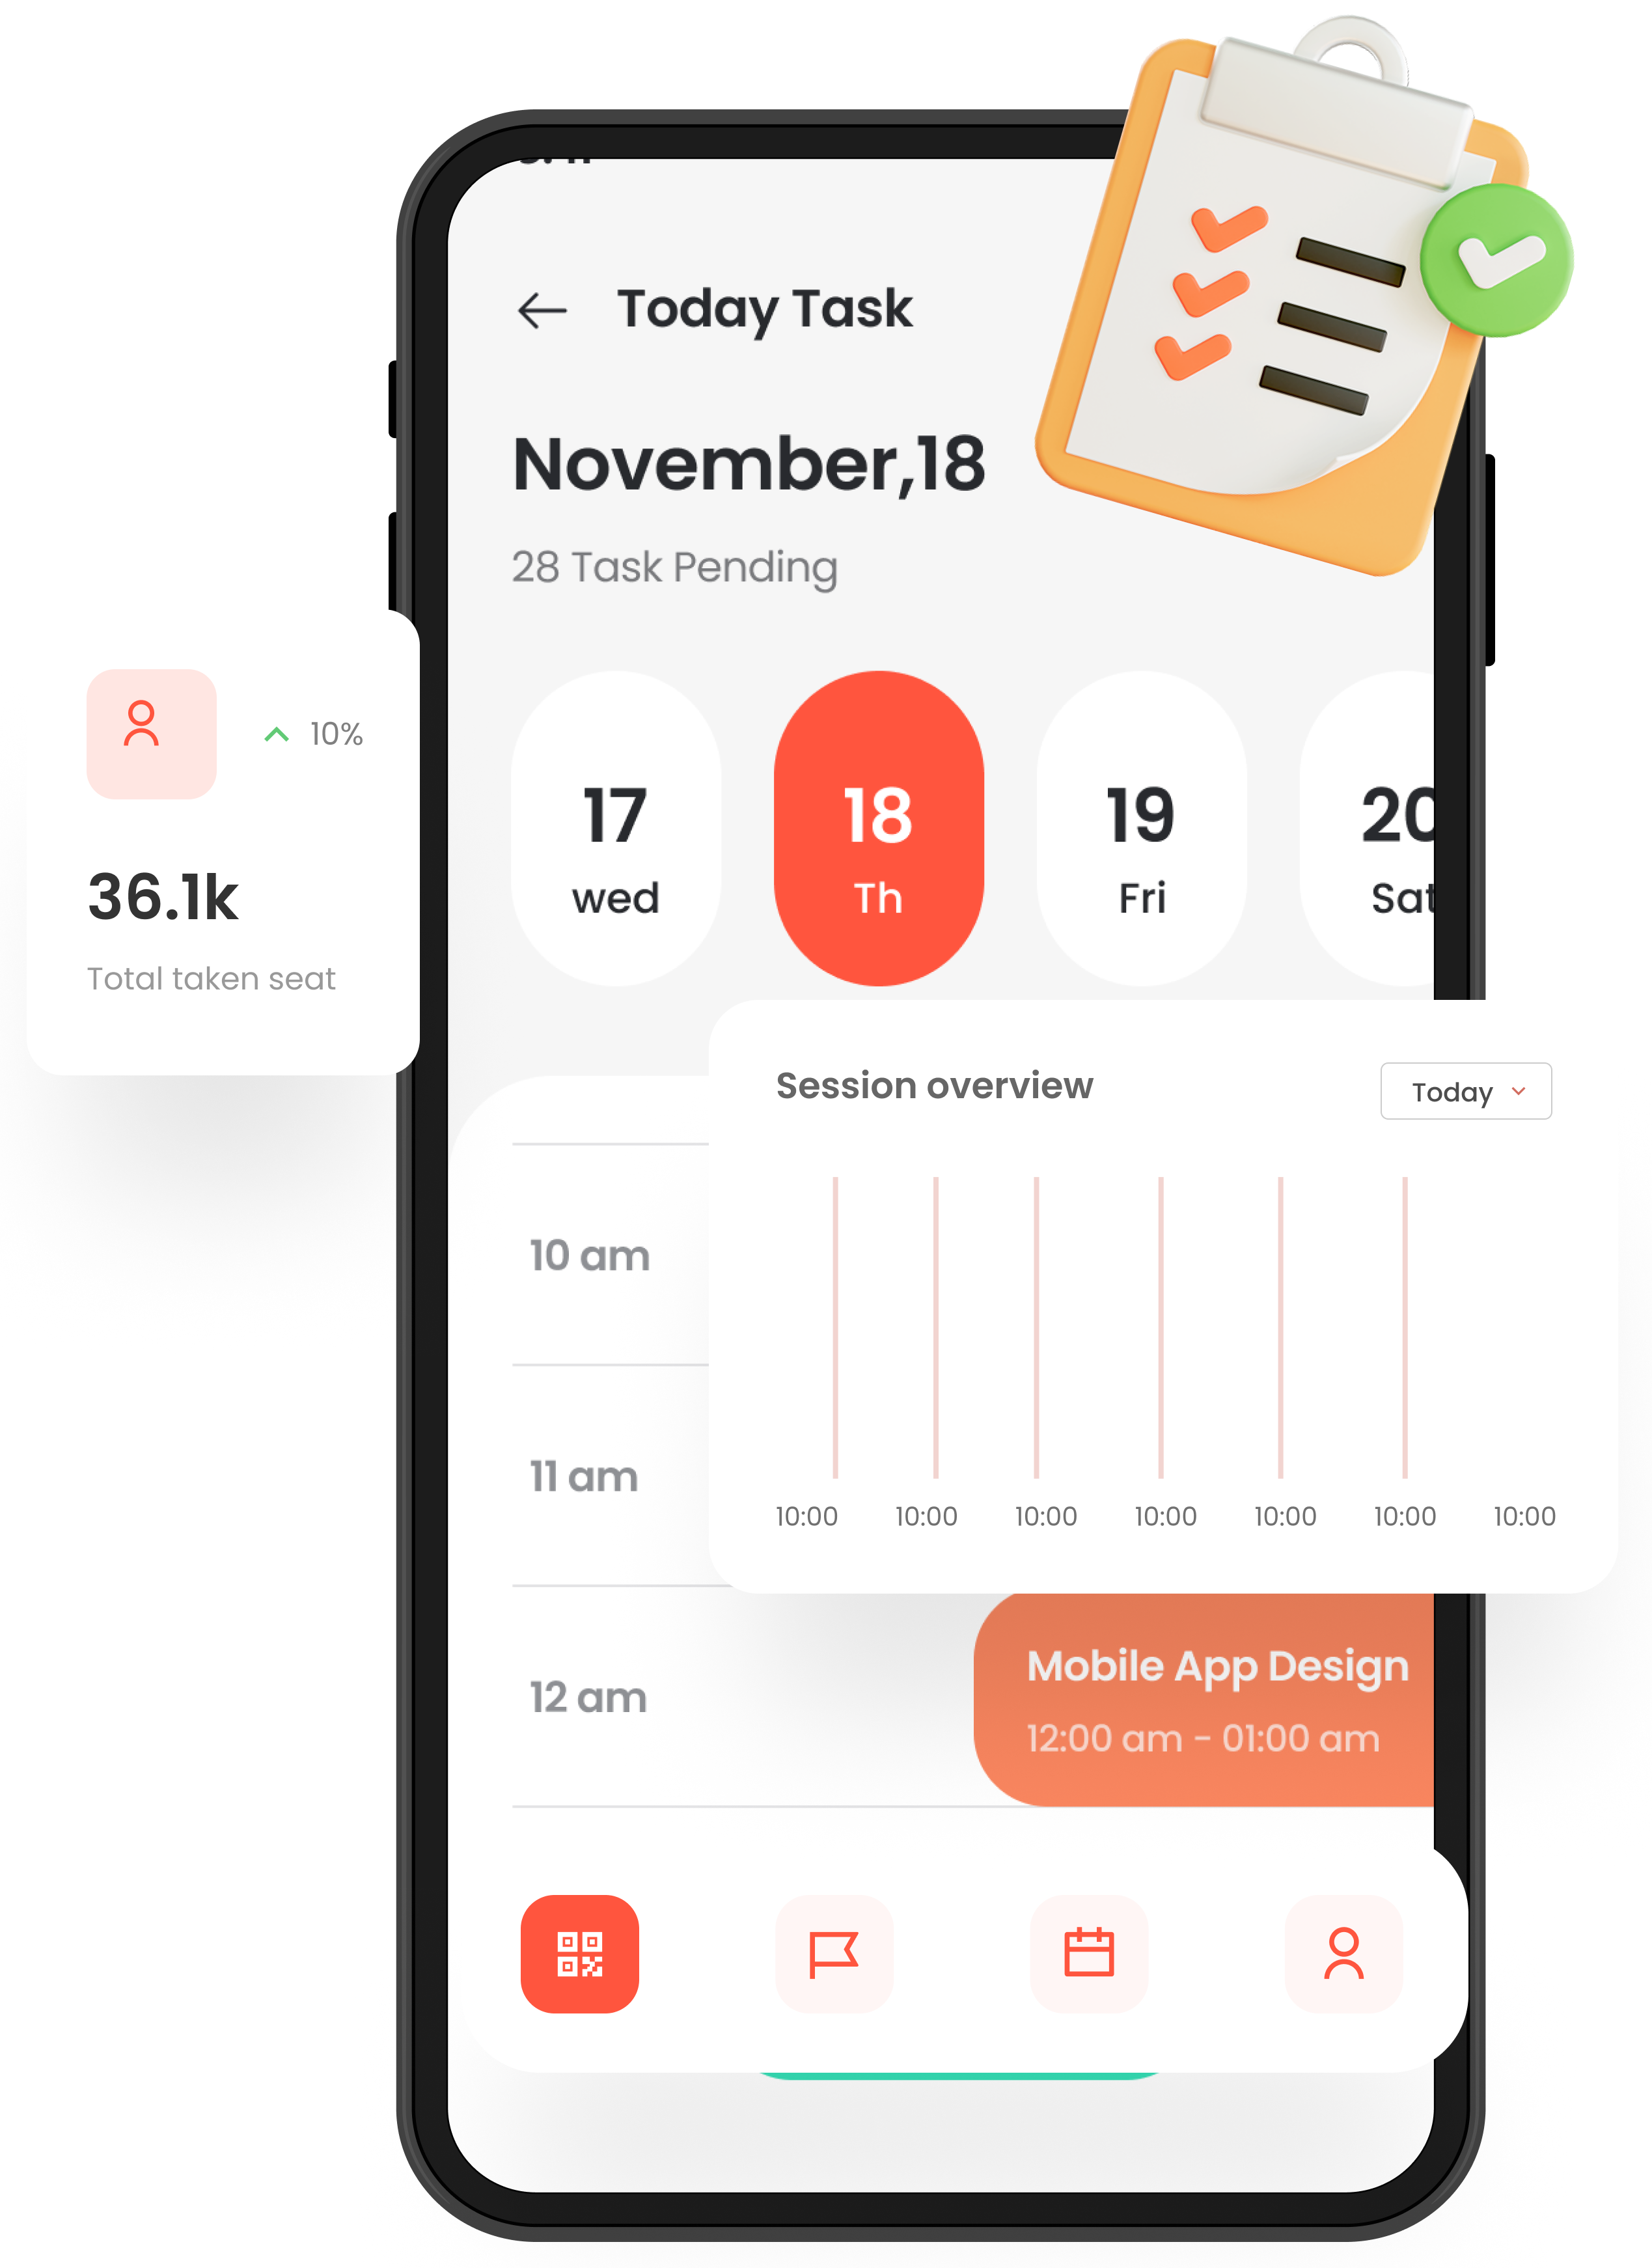 Today Task
November,18
28 Task Pending
10%
36.1k
Total taken seat
17
18
19
20
wed
Th
Fri
Sat
Session overview
Today
10 am
11 am
10:00 10:00 10:00 10:00 10:00 10:00 10:00
12 am
Mobile App Design
12:00 am - 01:00 am